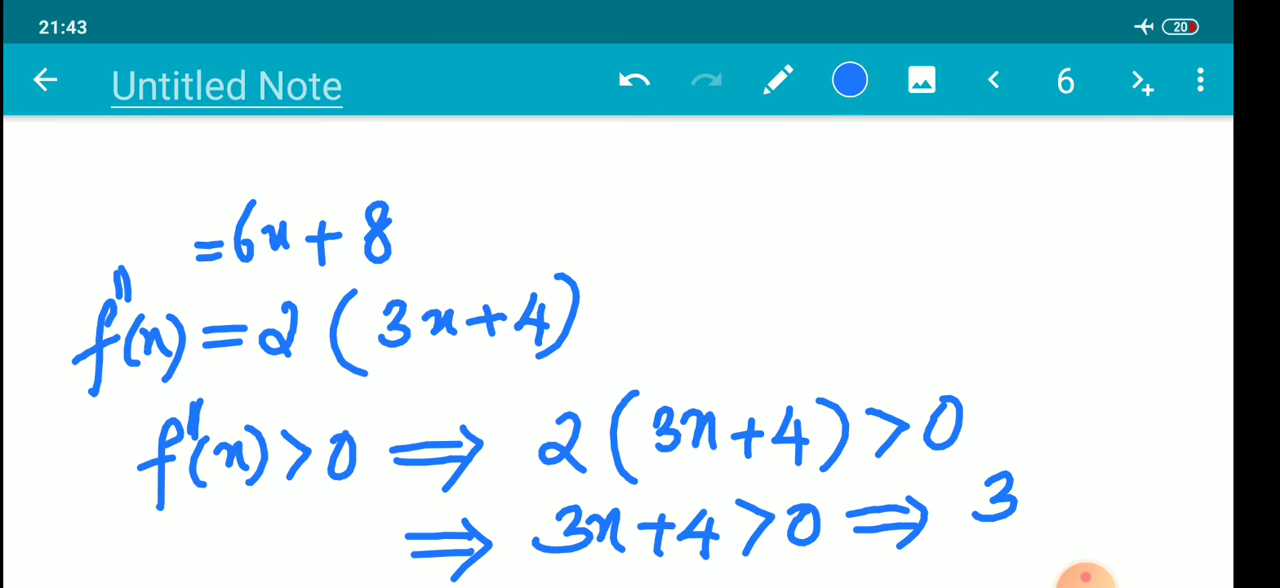 21:43 20
Untitled Note 6
=6x+8
f''(x)=2(3x+4)
f''(x)>0 ⟹ 2(3x+4)>0
⟹ 3x+4>0 ⟹ 3